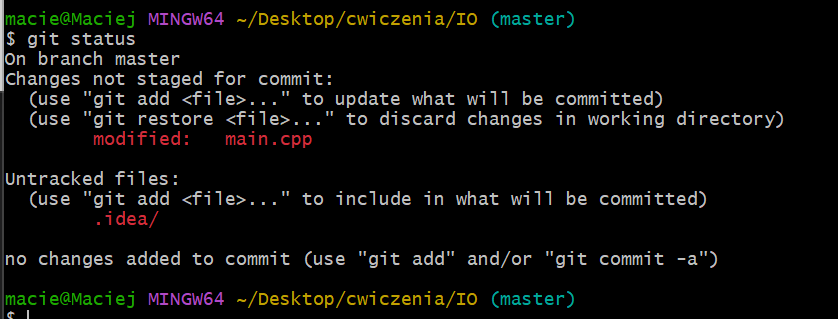 macie@Maciej MINGW64 ~/Desktop/cwiczenia/IO (master)
$ git status
On branch master
Changes not staged for commit:
  (use "git add <file>..." to update what will be committed)
  (use "git restore <file>..." to discard changes in working directory)
        modified:   main.cpp

Untracked files:
  (use "git add <file>..." to include in what will be committed)
        .idea/

no changes added to commit (use "git add" and/or "git commit -a")

macie@Maciej MINGW64 ~/Desktop/cwiczenia/IO (master)
$